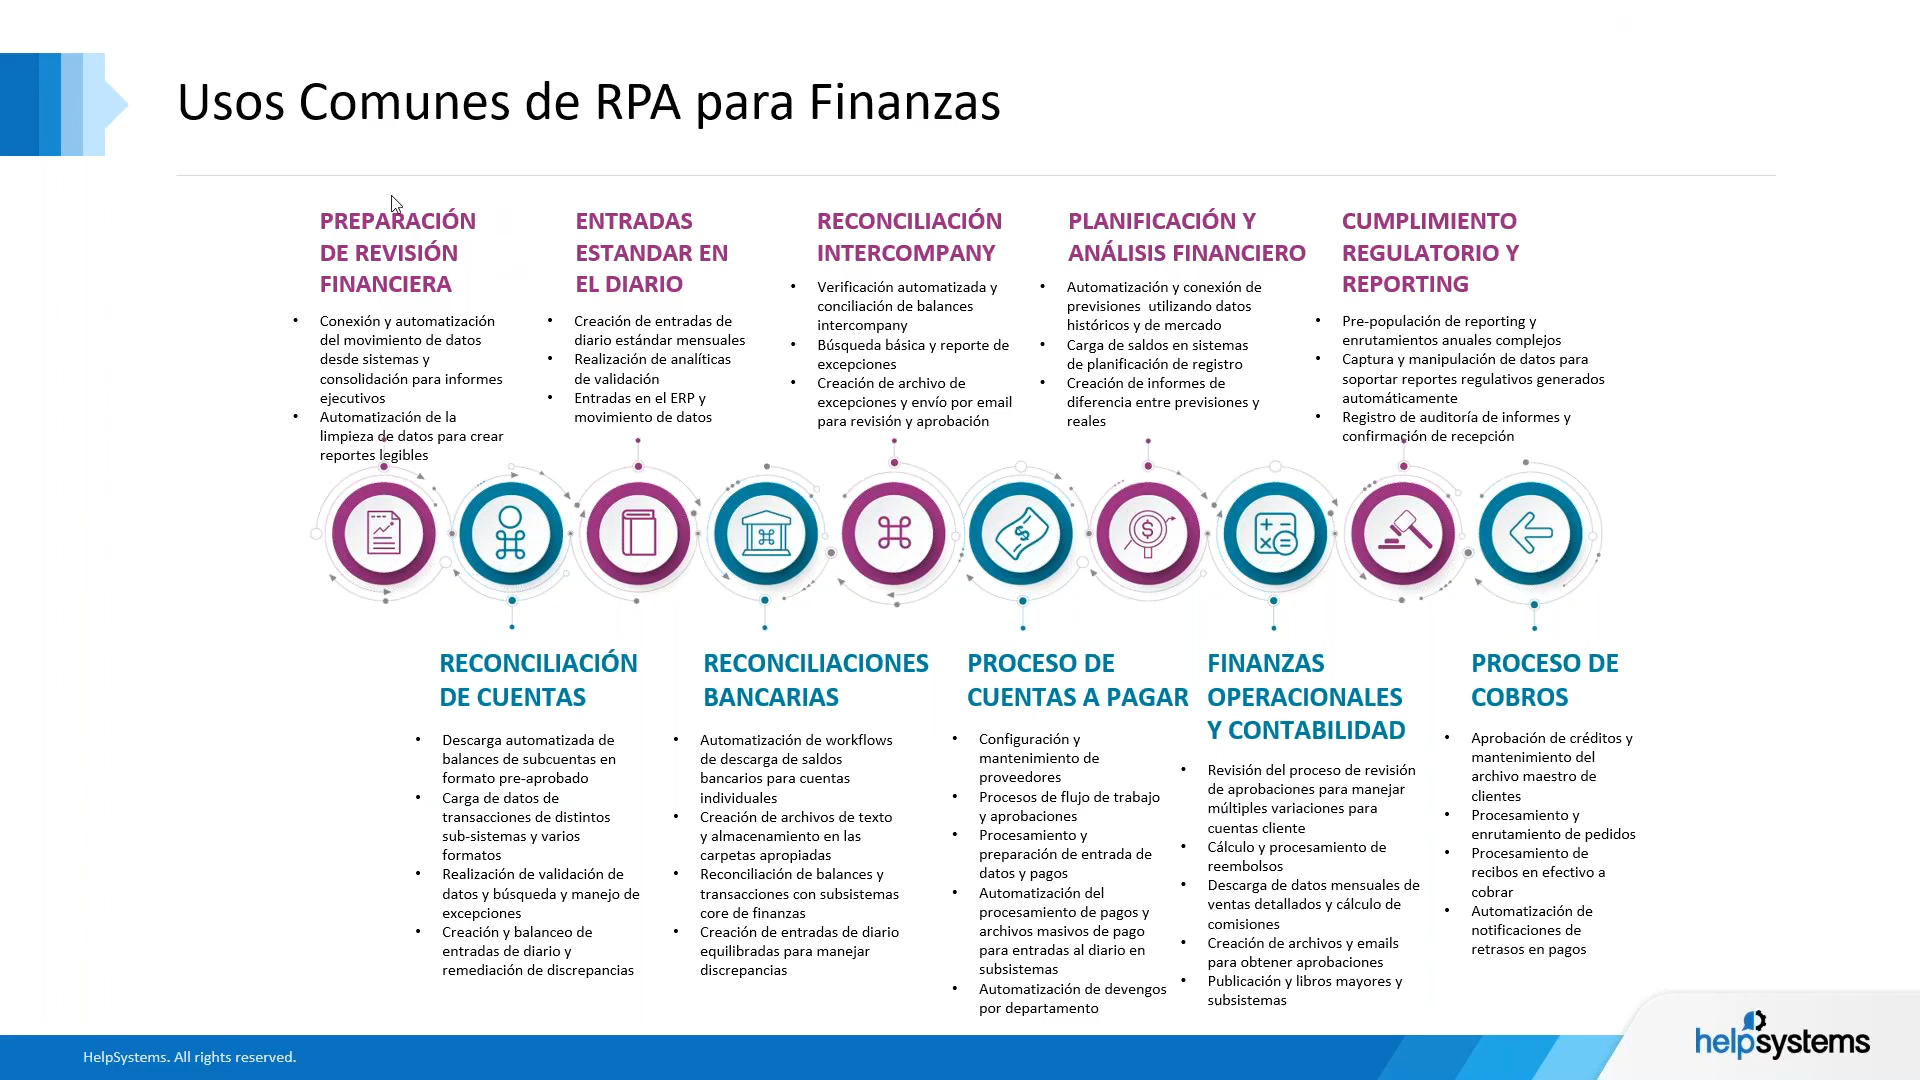 Usos Comunes de RPA para Finanzas
PREPARACIÓN
DE REVISIÓN
FINANCIERA
• Conexión y automatización
del movimiento de datos
desde sistemas y
consolidación para informes
ejecutivos
• Automatización de la
limpieza de datos para crear
reportes legibles
ENTRADAS
ESTANDAR EN
EL DIARIO
• Creación de entradas de
diario estándar mensuales
• Realización de analíticas
de validación
• Entradas en el ERP y
movimiento de datos
RECONCILIACIÓN
INTERCOMPANY
• Verificación automatizada y
conciliación de balances
intercompany
• Búsqueda básica y reporte de
excepciones
• Creación de archivo de
excepciones y envío por email
para revisión y aprobación
PLANIFICACIÓN Y
ANÁLISIS FINANCIERO
• Automatización y conexión de
previsiones utilizando datos
históricos y de mercado
• Carga de saldos en sistemas
de planificación de registro
• Creación de informes de
diferencia entre previsiones y
reales
CUMPLIMIENTO
REGULATORIO Y
REPORTING
• Pre-populación de reporting y
enrutamientos anuales complejos
• Captura y manipulación de datos para
soportar reportes regulativos generados
automáticamente
• Registro de auditoría de informes y
confirmación de recepción
RECONCILIACIÓN
DE CUENTAS
• Descarga automatizada de
balances de subcuentas en
formato pre-aprobado
• Carga de datos de
transacciones de distintos
sub-sistemas y varios
formatos
• Realización de validación de
datos y búsqueda y manejo de
excepciones
• Creación y balanceo de
entradas de diario y
remediación de discrepancias
RECONCILIACIONES
BANCARIAS
• Automatización de workflows
de descarga de saldos
bancarios para cuentas
individuales
• Creación de archivos de texto
y almacenamiento en las
carpetas apropiadas
• Reconciliación de balances y
transacciones con subsistemas
core de finanzas
• Creación de entradas de diario
equilibradas para manejar
discrepancias
PROCESO DE
CUENTAS A PAGAR
• Configuración y
mantenimiento de
proveedores
• Procesos de flujo de trabajo
y aprobaciones
• Procesamiento y
preparación de entrada de
datos y pagos
• Automatización del
procesamiento de pagos y
archivos masivos de pago
para entradas al diario en
subsistemas
• Automatización de devengos
por departamento
FINANZAS
OPERACIONALES
Y CONTABILIDAD
• Revisión del proceso de revisión
de aprobaciones para manejar
múltiples variaciones para
cuentas cliente
• Cálculo y procesamiento de
reembolsos
• Descarga de datos mensuales de
ventas detallados y cálculo de
comisiones
• Creación de archivos y emails
para obtener aprobaciones
• Publicación y libros mayores y
subsistemas
PROCESO DE
COBROS
• Aprobación de créditos y
mantenimiento del
archivo maestro de
clientes
• Procesamiento y
enrutamiento de pedidos
• Procesamiento de
recibos en efectivo a
cobrar
• Automatización de
notificaciones de
retrasos en pagos
HelpSystems. All rights reserved.
helpsystems